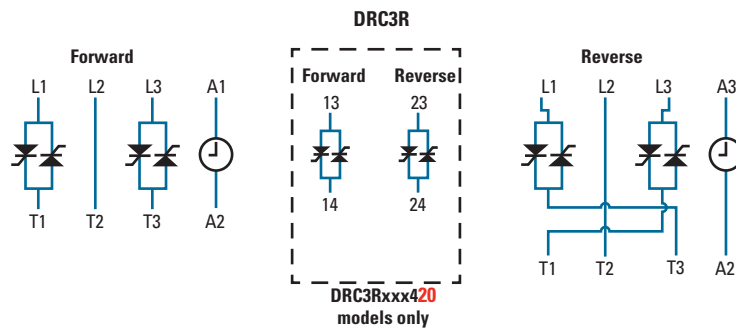 DRC3R
Forward
L1 L2 L3 A1
T1 T2 T3 A2
Forward Reverse
13 23
14 24
DRC3Rxxx420
models only
Reverse
L1 L2 L3 A3
T1 T2 T3 A2